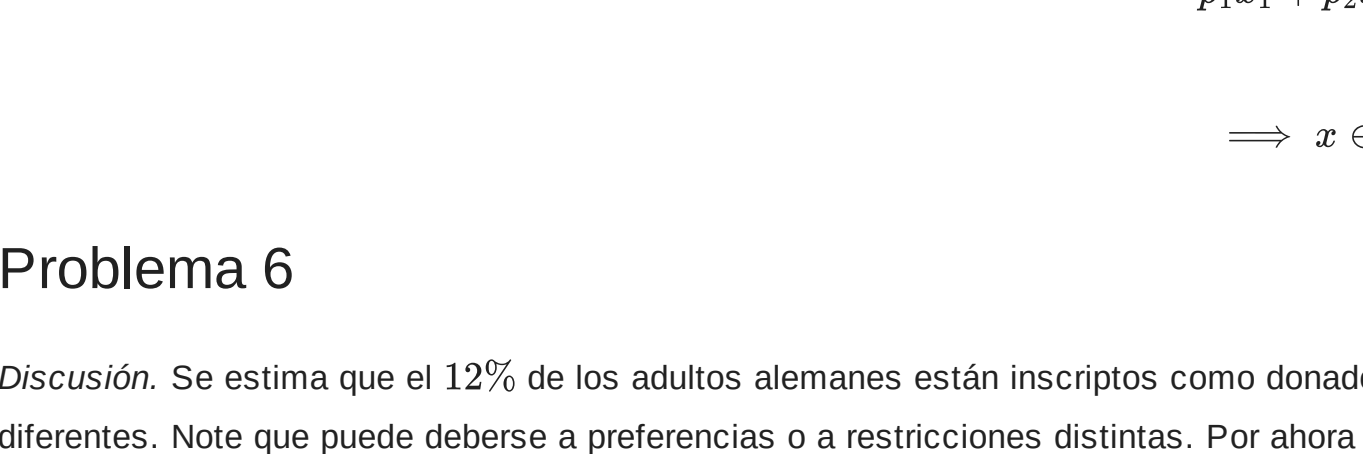 ⟹ x
Problema 6
Discusión. Se estima que el 12% de los adultos alemanes están inscriptos como
diferentes. Note que puede deberse a preferencias o a restricciones distintas. Por ahora